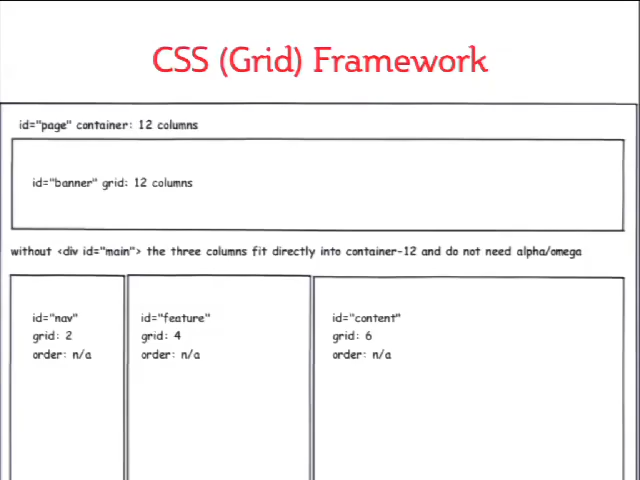 CSS (Grid) Framework
id="page" container: 12 columns
id="banner" grid: 12 columns
without <div id="main"> the three columns fit directly into container-12 and do not need alpha/omega
id="nav"
grid: 2
order: n/a
id="feature"
grid: 4
order: n/a
id="content"
grid: 6
order: n/a